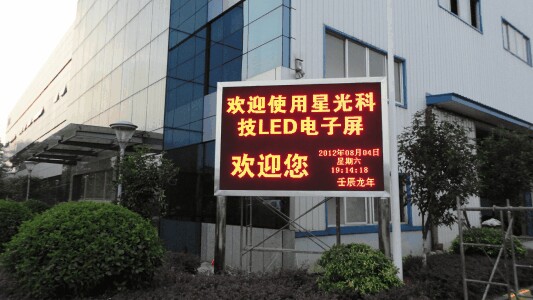 欢迎使用星光科
技LED电子屏
欢迎您
2012年08月04日
星期六
19:14:18
壬辰龙年